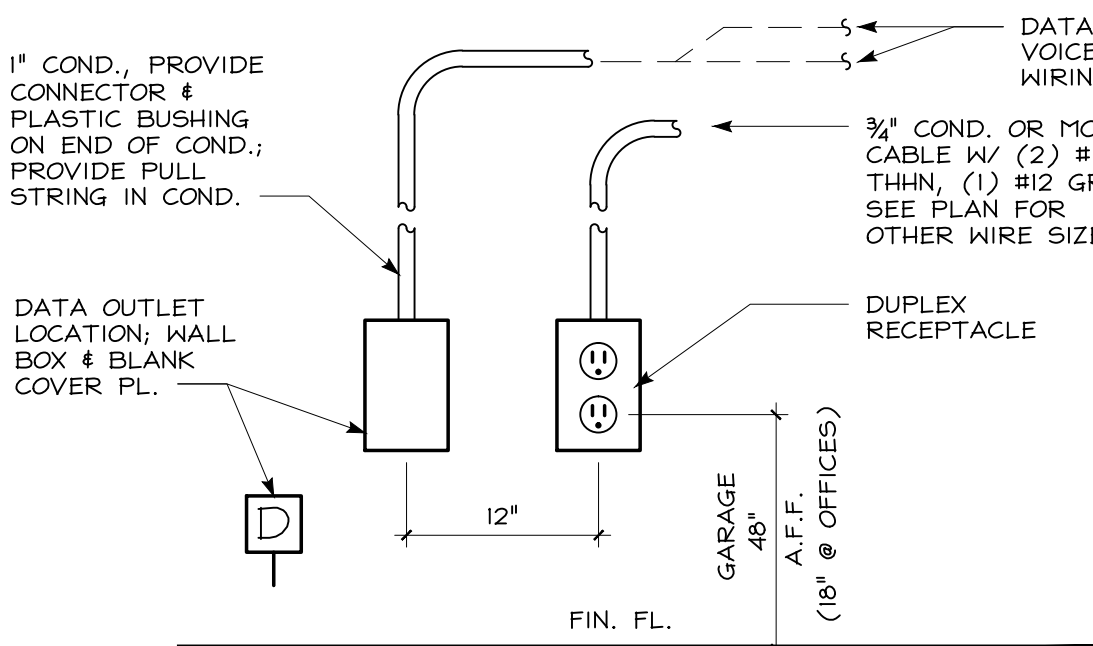 1" COND., PROVIDE
CONNECTOR &
PLASTIC BUSHING
ON END OF COND.;
PROVIDE PULL
STRING IN COND.
DATA
VOICE
WIRIN
3/4" COND. OR MC
CABLE W/ (2) #
THHN, (1) #12 GR
SEE PLAN FOR
OTHER WIRE SIZE
DATA OUTLET
LOCATION; WALL
BOX & BLANK
COVER PL.
DUPLEX
RECEPTACLE
D
12"
GARAGE
48"
A.F.F.
(18" @ OFFICES)
FIN. FL.